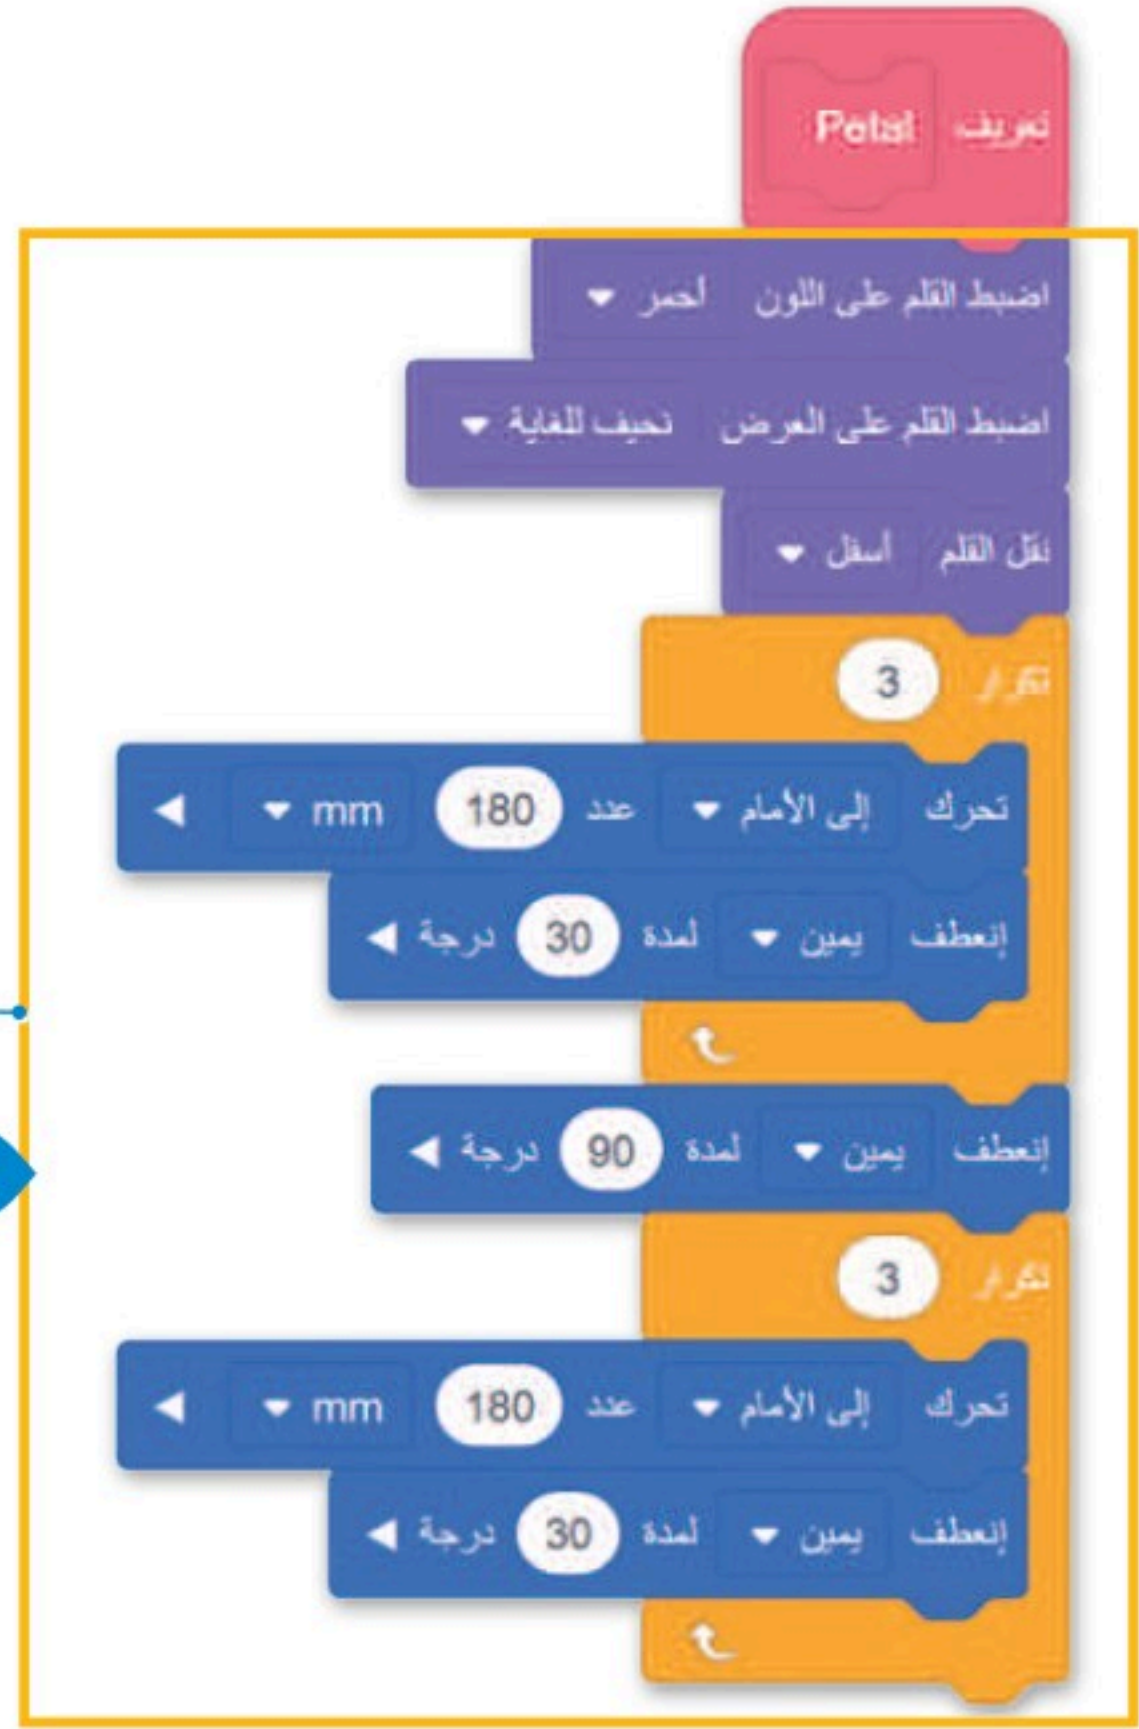 تعريف Petal
اضبط القلم على اللون أحمر
اضبط القلم على العرض نحيف للغاية
نقل القلم أسفل
تكرار 3
تحرك إلى الأمام عدد 180 mm
إنعطف يمين لمدة 30 درجة
إنعطف يمين لمدة 90 درجة
تكرار 3
تحرك إلى الأمام عدد 180 mm
إنعطف يمين لمدة 30 درجة